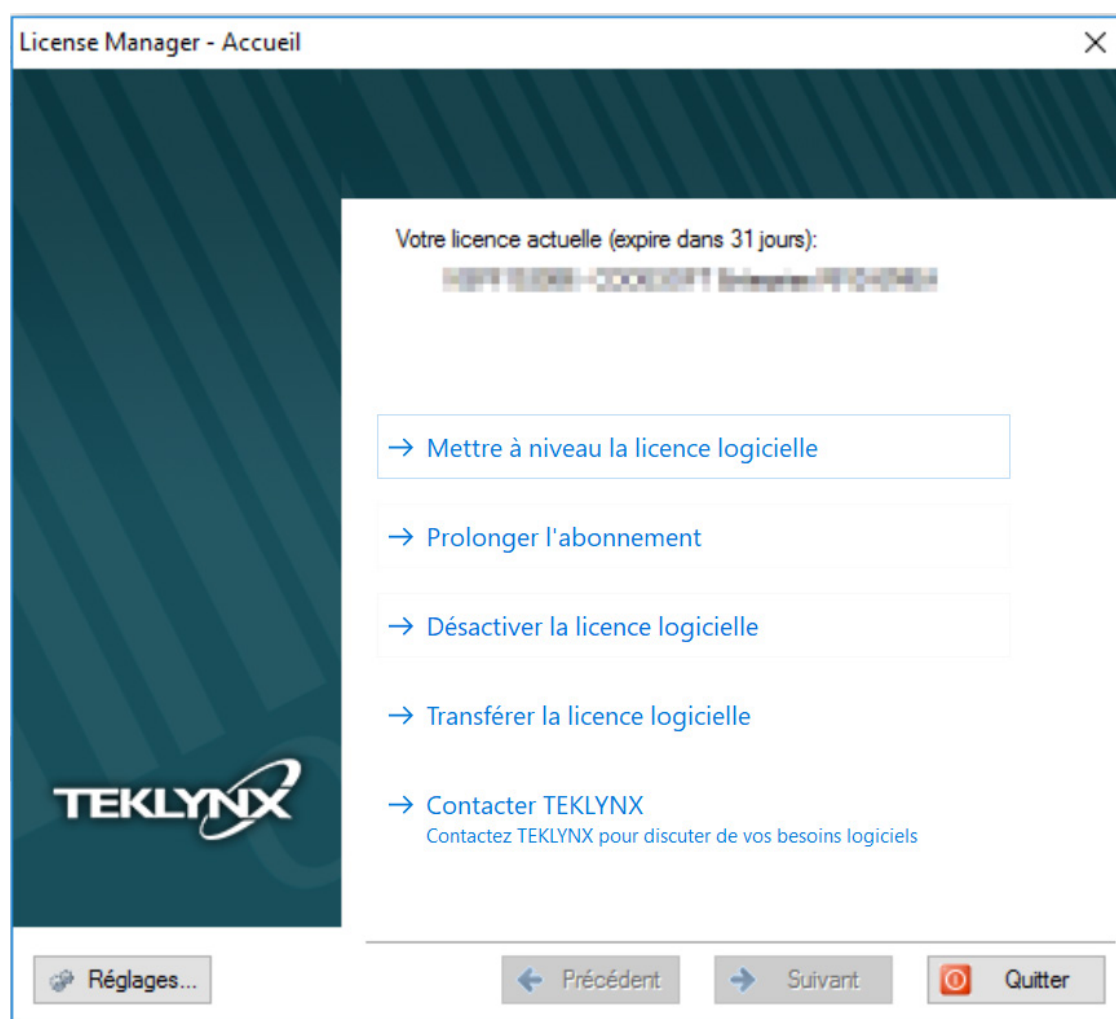 License Manager - Accueil
Votre licence actuelle (expire dans 31 jours):
→ Mettre à niveau la licence logicielle
→ Prolonger l'abonnement
→ Désactiver la licence logicielle
→ Transférer la licence logicielle
→ Contacter TEKLYNX
Contactez TEKLYNX pour discuter de vos besoins logiciels
TEKLYNX
Réglages...
Précédent
Suivant
Quitter